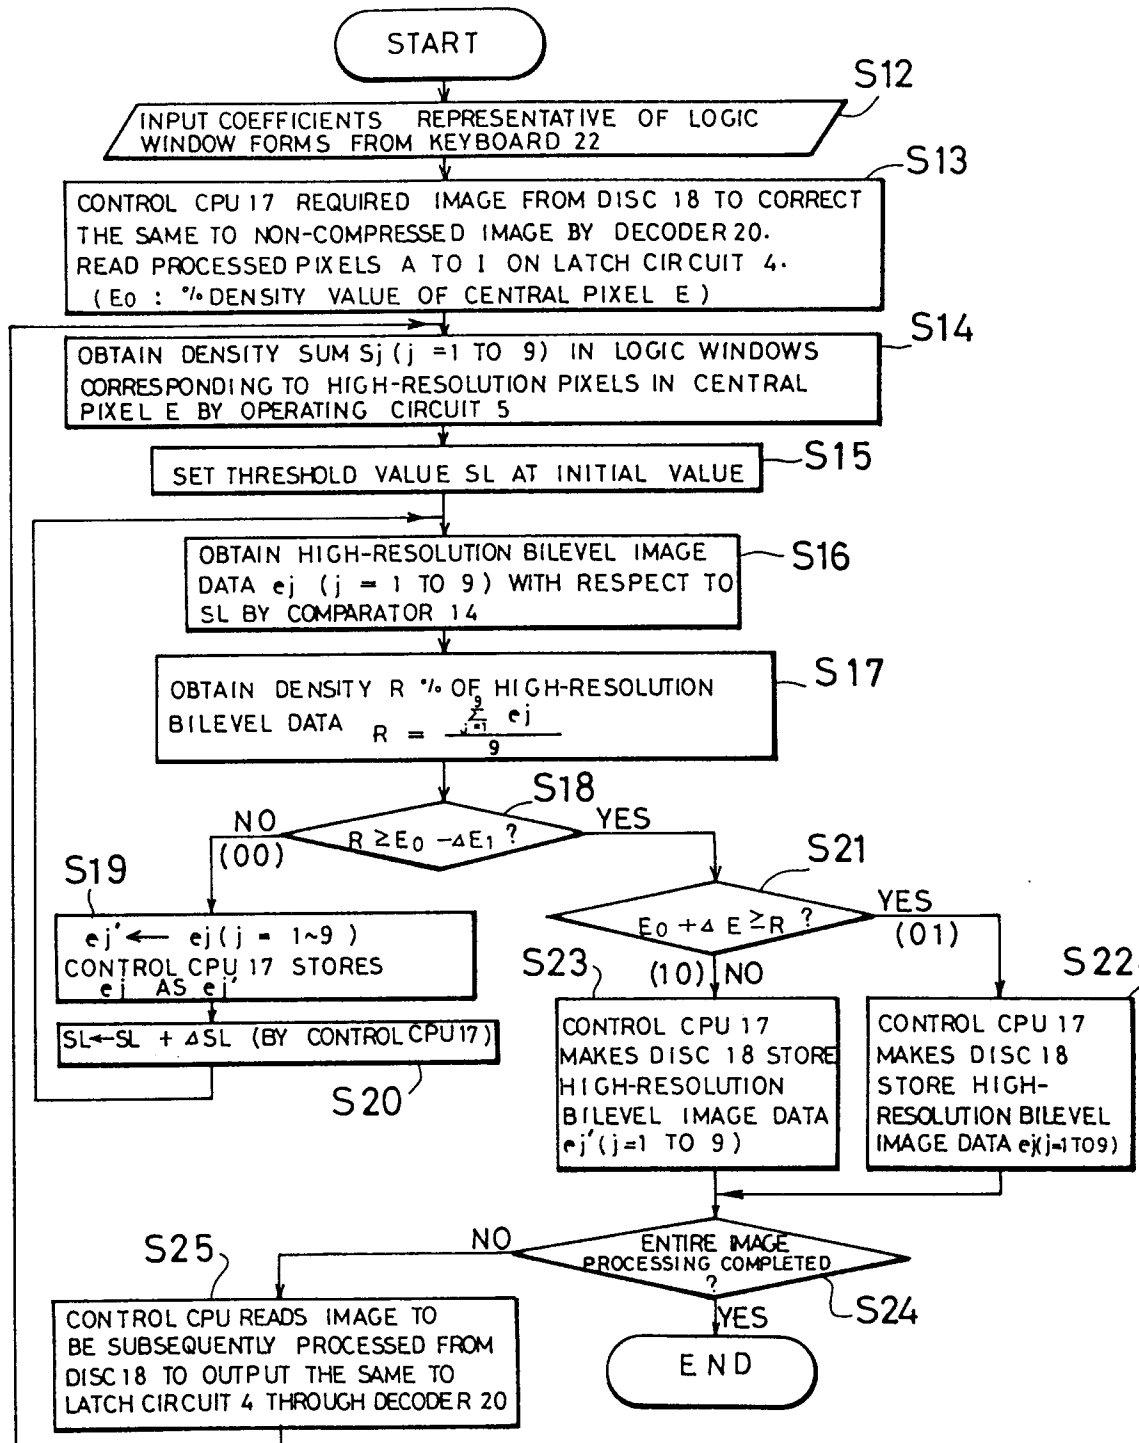 START
S12
INPUT COEFFICIENTS REPRESENTATIVE OF LOGIC
WINDOW FORMS FROM KEYBOARD 22
S13
CONTROL CPU 17 REQUIRED IMAGE FROM DISC 18 TO CORRECT
THE SAME TO NON-COMPRESSED IMAGE BY DECODER 20.
READ PROCESSED PIXELS A TO I ON LATCH CIRCUIT 4.
(E0 : % DENSITY VALUE OF CENTRAL PIXEL E)
S14
OBTAIN DENSITY SUM Sj (j = 1 TO 9) IN LOGIC WINDOWS
CORRESPONDING TO HIGH-RESOLUTION PIXELS IN CENTRAL
PIXEL E BY OPERATING CIRCUIT 5
S15
SET THRESHOLD VALUE SL AT INITIAL VALUE
S16
OBTAIN HIGH-RESOLUTION BILEVEL IMAGE
DATA ej (j = 1 TO 9) WITH RESPECT TO
SL BY COMPARATOR 14
S17
OBTAIN DENSITY R % OF HIGH-RESOLUTION
BILEVEL DATA R = 9 Σ j=1 ej / 9
S18
R ≥ E0 - ΔE1 ?
NO
(00)
YES
S19
ej' ← ej (j = 1~9)
CONTROL CPU 17 STORES
ej AS ej'
SL ← SL + ΔSL (BY CONTROL CPU 17)
S20
S21
E0 + Δ E ≥ R ?
YES
(01)
(10) NO
S23
CONTROL CPU 17
MAKES DISC 18 STORE
HIGH-RESOLUTION
BILEVEL IMAGE DATA
ej' (j=1 TO 9)
S22
CONTROL CPU 17
MAKES DISC 18
STORE HIGH-
RESOLUTION BILEVEL
IMAGE DATA ej (j=1 TO 9)
S24
ENTIRE IMAGE
PROCESSING COMPLETED
?
NO
YES
S25
CONTROL CPU READS IMAGE TO
BE SUBSEQUENTLY PROCESSED FROM
DISC 18 TO OUTPUT THE SAME TO
LATCH CIRCUIT 4 THROUGH DECODER 20
END